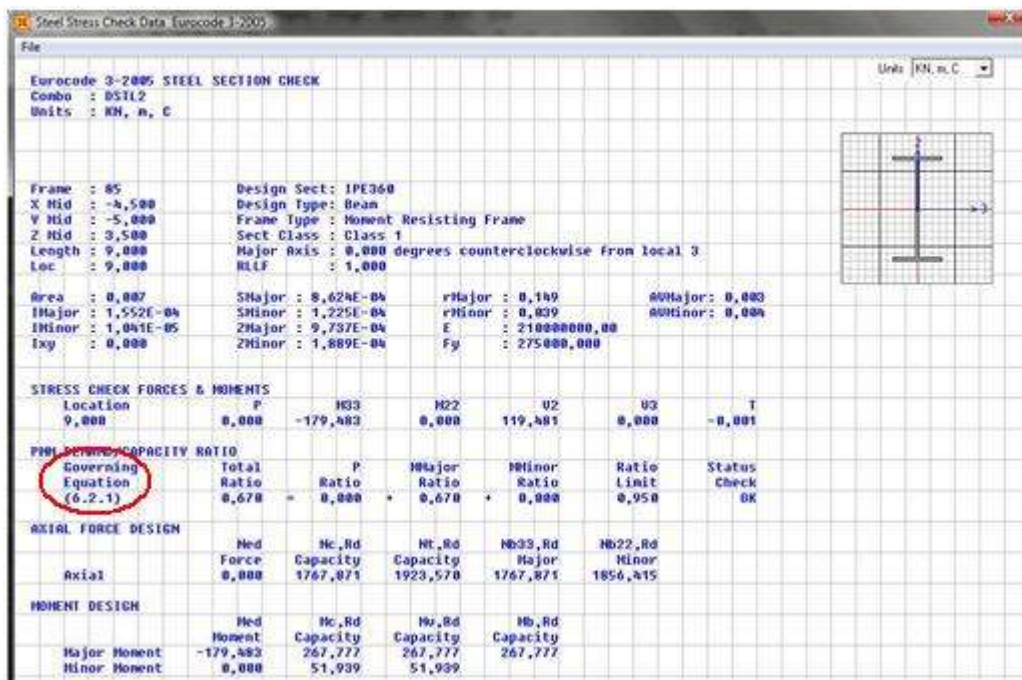 Steel Stress Check Data Eurocode 3-2005
File
Units KN, m, C
Eurocode 3-2005 STEEL SECTION CHECK
Combo : DSTL2
Units : KN, m, C
Frame : 85 Design Sect: IPE360
X Mid : -4,500 Design Type: Beam
Y Mid : -5,000 Frame Type : Moment Resisting Frame
Z Mid : 3,500 Sect Class : Class 1
Length : 9,000 Major Axis : 0,000 degrees counterclockwise from local 3
Loc : 9,000 RLLF : 1,000
Area : 0,007 SMajor : 8,624E-04 rMajor : 0,149 AVMajor: 0,003
IMajor : 1,552E-04 SMinor : 1,225E-04 rMinor : 0,039 AVMinor: 0,004
IMinor : 1,041E-05 ZMajor : 9,737E-04 E : 210000000,00
Ixy : 0,000 ZMinor : 1,889E-04 Fy : 275000,000
STRESS CHECK FORCES & MOMENTS
Location P M33 M22 V2 V3 T
9,000 0,000 -179,483 0,000 119,481 0,000 -0,001
PMM DEMAND/CAPACITY RATIO
Governing Total P MMajor MMinor Ratio Status
Equation Ratio Ratio Ratio Ratio Limit Check
(6.2.1) 0,670 = 0,000 + 0,670 + 0,000 0,950 OK
AXIAL FORCE DESIGN
Ned Nc,Rd Nt,Rd Nb33,Rd Nb22,Rd
Force Capacity Capacity Major Minor
Axial 0,000 1767,871 1923,570 1767,871 1856,415
MOMENT DESIGN
Med Mc,Rd Mv,Rd Mb,Rd
Moment Capacity Capacity Capacity
Major Moment -179,483 267,777 267,777 267,777
Minor Moment 0,000 51,939 51,939